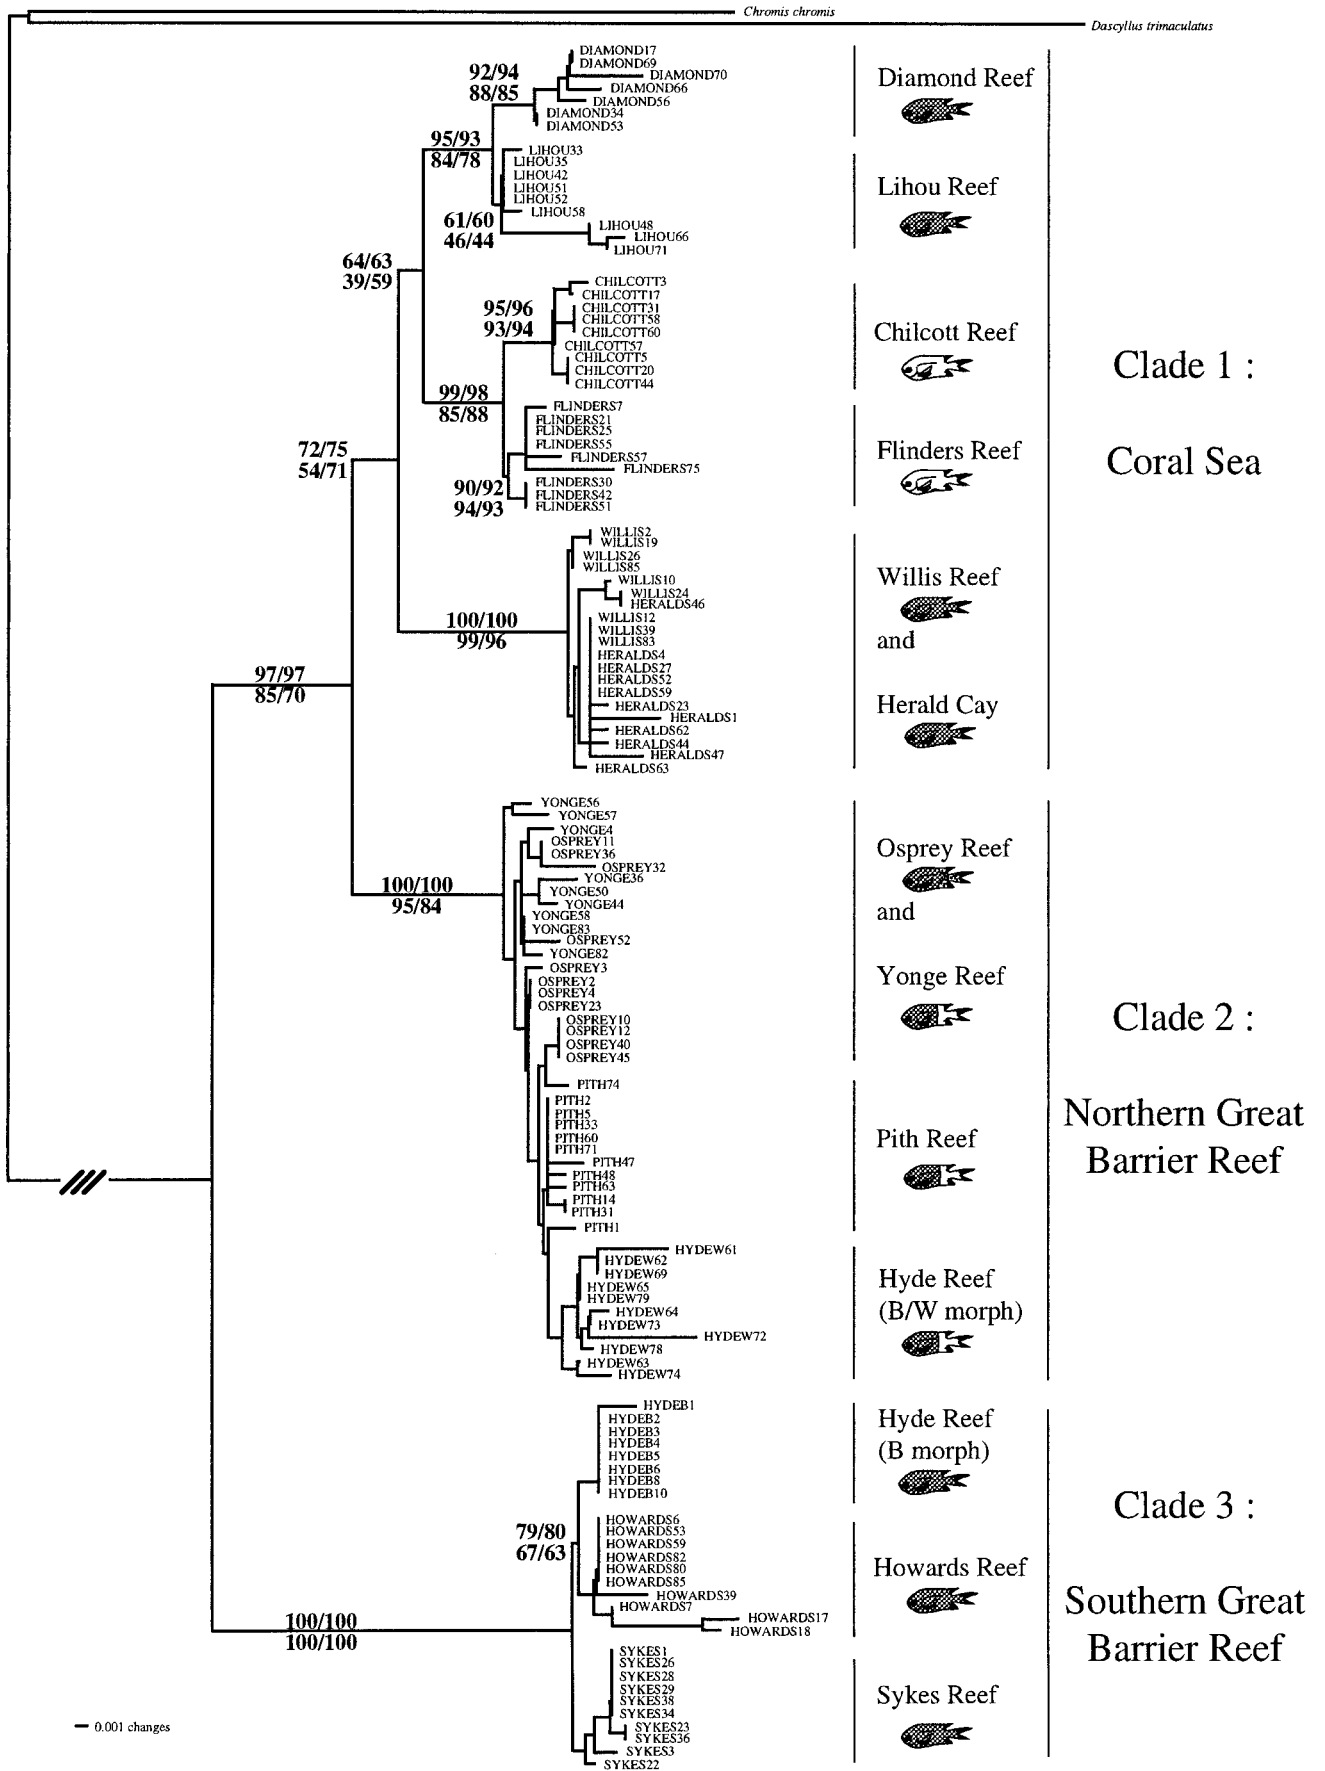 Chromis chromis
Dascyllus trimaculatus
DIAMOND17
DIAMOND69
DIAMOND70
DIAMOND66
DIAMOND56
DIAMOND34
DIAMOND53
92/94
88/85
95/93
84/78
LIHOU33
LIHOU35
LIHOU42
LIHOU51
LIHOU52
LIHOU58
LIHOU48
LIHOU66
LIHOU71
61/60
46/44
64/63
39/59
CHILCOTT3
CHILCOTT17
CHILCOTT31
CHILCOTT58
CHILCOTT60
CHILCOTT57
CHILCOTT5
CHILCOTT20
CHILCOTT44
95/96
93/94
99/98
85/88
FLINDERS7
FLINDERS21
FLINDERS25
FLINDERS55
FLINDERS57
FLINDERS75
FLINDERS30
FLINDERS42
FLINDERS51
90/92
94/93
72/75
54/71
WILLIS2
WILLIS19
WILLIS26
WILLIS85
WILLIS10
WILLIS24
HERALDS46
WILLIS12
WILLIS39
WILLIS83
HERALDS4
HERALDS27
HERALDS52
HERALDS59
HERALDS23
HERALDS1
HERALDS62
HERALDS44
HERALDS47
HERALDS63
100/100
99/96
97/97
85/70
YONGE56
YONGE57
YONGE4
OSPREY11
OSPREY36
OSPREY32
YONGE36
YONGE50
YONGE44
YONGE58
YONGE83
OSPREY52
YONGE82
OSPREY3
OSPREY2
OSPREY4
OSPREY23
OSPREY10
OSPREY12
OSPREY40
OSPREY45
100/100
95/84
PITH74
PITH2
PITH5
PITH33
PITH60
PITH71
PITH47
PITH48
PITH63
PITH14
PITH31
PITH1
HYDEW61
HYDEW62
HYDEW69
HYDEW65
HYDEW79
HYDEW64
HYDEW73
HYDEW72
HYDEW78
HYDEW63
HYDEW74
HYDEB1
HYDEB2
HYDEB3
HYDEB4
HYDEB5
HYDEB6
HYDEB8
HYDEB10
79/80
67/63
HOWARDS6
HOWARDS53
HOWARDS59
HOWARDS82
HOWARDS80
HOWARDS85
HOWARDS39
HOWARDS7
HOWARDS17
HOWARDS18
100/100
100/100
SYKES1
SYKES26
SYKES28
SYKES29
SYKES38
SYKES34
SYKES23
SYKES36
SYKES3
SYKES22
0.001 changes
Diamond Reef
Lihou Reef
Chilcott Reef
Flinders Reef
Willis Reef
and
Herald Cay
Osprey Reef
and
Yonge Reef
Pith Reef
Hyde Reef
(B/W morph)
Hyde Reef
(B morph)
Howards Reef
Sykes Reef
Clade 1 :
Coral Sea
Clade 2 :
Northern Great
Barrier Reef
Clade 3 :
Southern Great
Barrier Reef